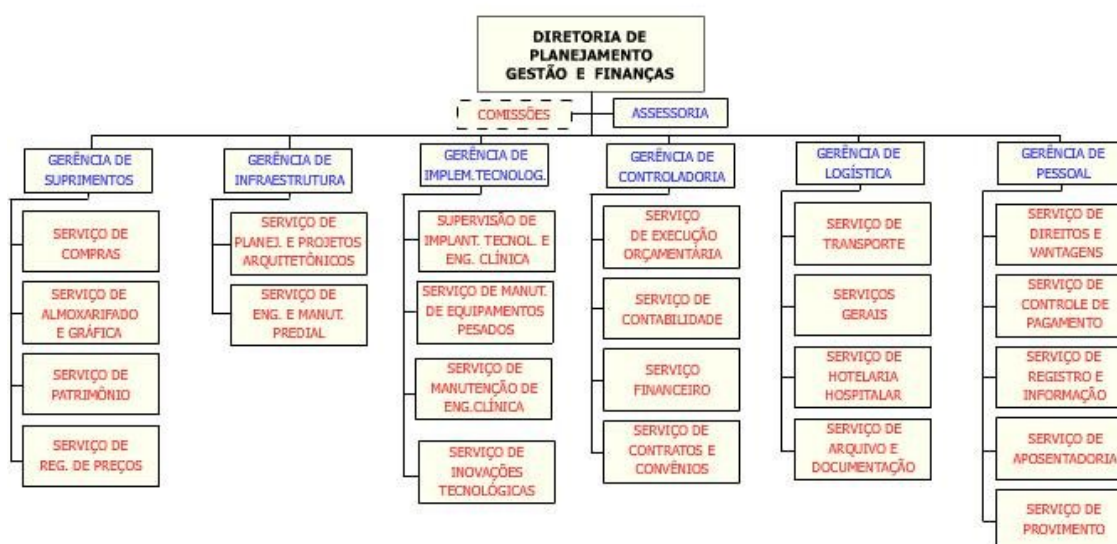 DIRETORIA DE
PLANEJAMENTO
GESTÃO E FINANÇAS
COMISSÕES
ASSESSORIA
GERÊNCIA DE
SUPRIMENTOS
SERVIÇO DE
COMPRAS
SERVIÇO DE
ALMOXARIFADO
E GRÁFICA
SERVIÇO DE
PATRIMÔNIO
SERVIÇO DE
REG. DE PREÇOS
GERÊNCIA DE
INFRAESTRUTURA
SERVIÇO DE
PLANEJ. E PROJETOS
ARQUITETÔNICOS
SERVIÇO DE
ENG. E MANUT.
PREDIAL
GERÊNCIA DE
IMPLEM.TECNOLOG.
SUPERVISÃO DE
IMPLANT. TECNOL. E
ENG. CLÍNICA
SERVIÇO DE MANUT.
DE EQUIPAMENTOS
PESADOS
SERVIÇO DE
MANUTENÇÃO DE
ENG.CLÍNICA
SERVIÇO DE
INOVAÇÕES
TECNOLÓGICAS
GERÊNCIA DE
CONTROLADORIA
SERVIÇO
DE EXECUÇÃO
ORÇAMENTÁRIA
SERVIÇO DE
CONTABILIDADE
SERVIÇO
FINANCEIRO
SERVIÇO DE
CONTRATOS E
CONVÊNIOS
GERÊNCIA DE
LOGÍSTICA
SERVIÇO DE
TRANSPORTE
SERVIÇOS
GERAIS
SERVIÇO DE
HOTELARIA
HOSPITALAR
SERVIÇO DE
ARQUIVO E
DOCUMENTAÇÃO
GERÊNCIA DE
PESSOAL
SERVIÇO DE
DIREITOS E
VANTAGENS
SERVIÇO DE
CONTROLE DE
PAGAMENTO
SERVIÇO DE
REGISTRO E
INFORMAÇÃO
SERVIÇO DE
APOSENTADORIA
SERVIÇO DE
PROVIMENTO